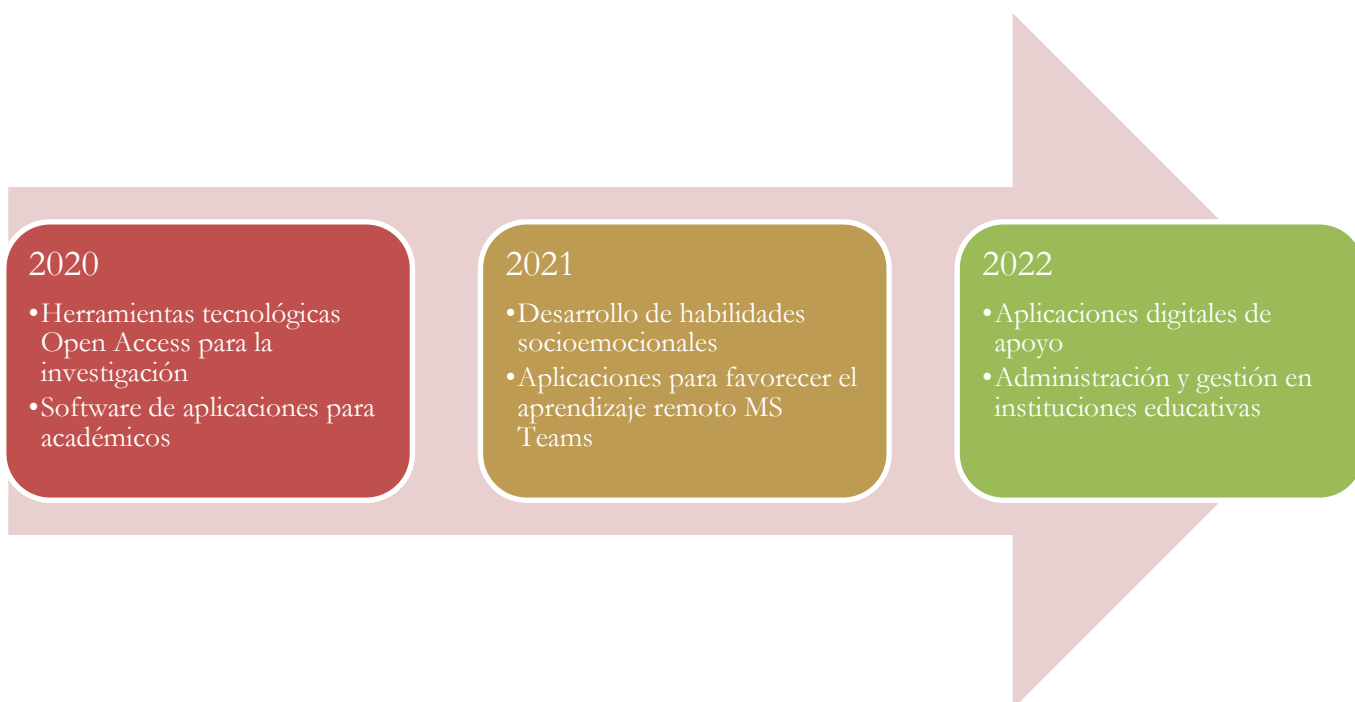 2020
•Herramientas tecnológicas
Open Access para la
investigación
•Software de aplicaciones para
académicos
2021
•Desarrollo de habilidades
socioemocionales
•Aplicaciones para favorecer el
aprendizaje remoto MS
Teams
2022
•Aplicaciones digitales de
apoyo
•Administración y gestión en
instituciones educativas